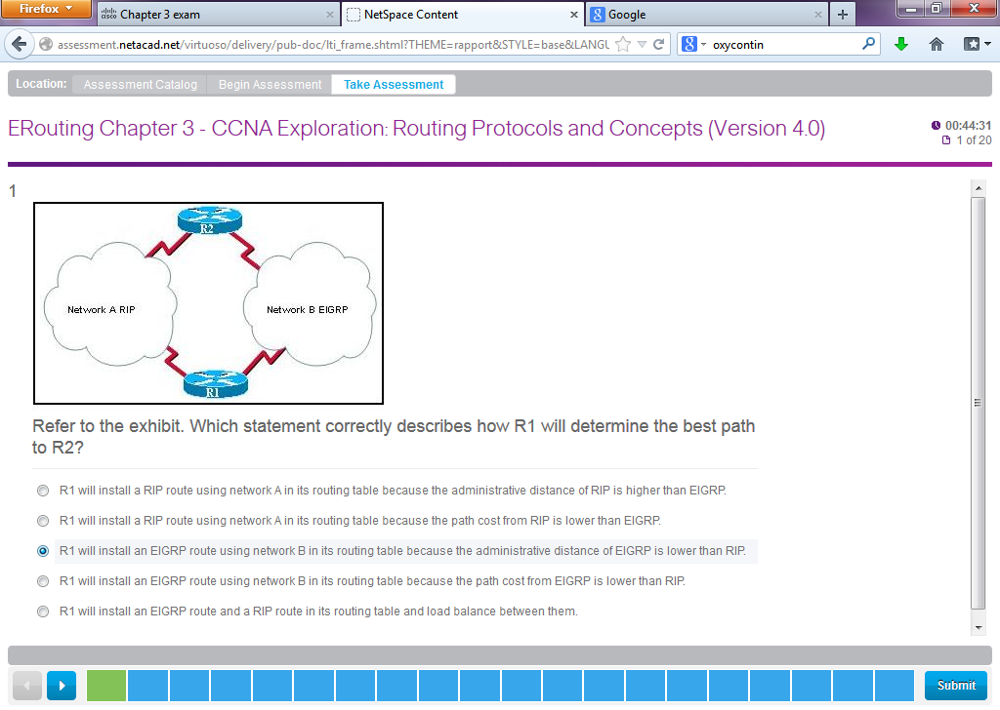 Firefox
Chapter 3 exam
NetSpace Content
Google
assessment.netacad.net/virtuoso/delivery/pub-doc/lti_frame.shtml?THEME=rapport&STYLE=base&LANGU
oxycontin
Location:
Assessment Catalog
Begin Assessment
Take Assessment
ERouting Chapter 3 - CCNA Exploration: Routing Protocols and Concepts (Version 4.0)
00:44:31
1 of 20
1
R2
Network A RIP
Network B EIGRP
R1
Refer to the exhibit. Which statement correctly describes how R1 will determine the best path
to R2?
R1 will install a RIP route using network A in its routing table because the administrative distance of RIP is higher than EIGRP.
R1 will install a RIP route using network A in its routing table because the path cost from RIP is lower than EIGRP.
R1 will install an EIGRP route using network B in its routing table because the administrative distance of EIGRP is lower than RIP.
R1 will install an EIGRP route using network B in its routing table because the path cost from EIGRP is lower than RIP.
R1 will install an EIGRP route and a RIP route in its routing table and load balance between them.
Submit